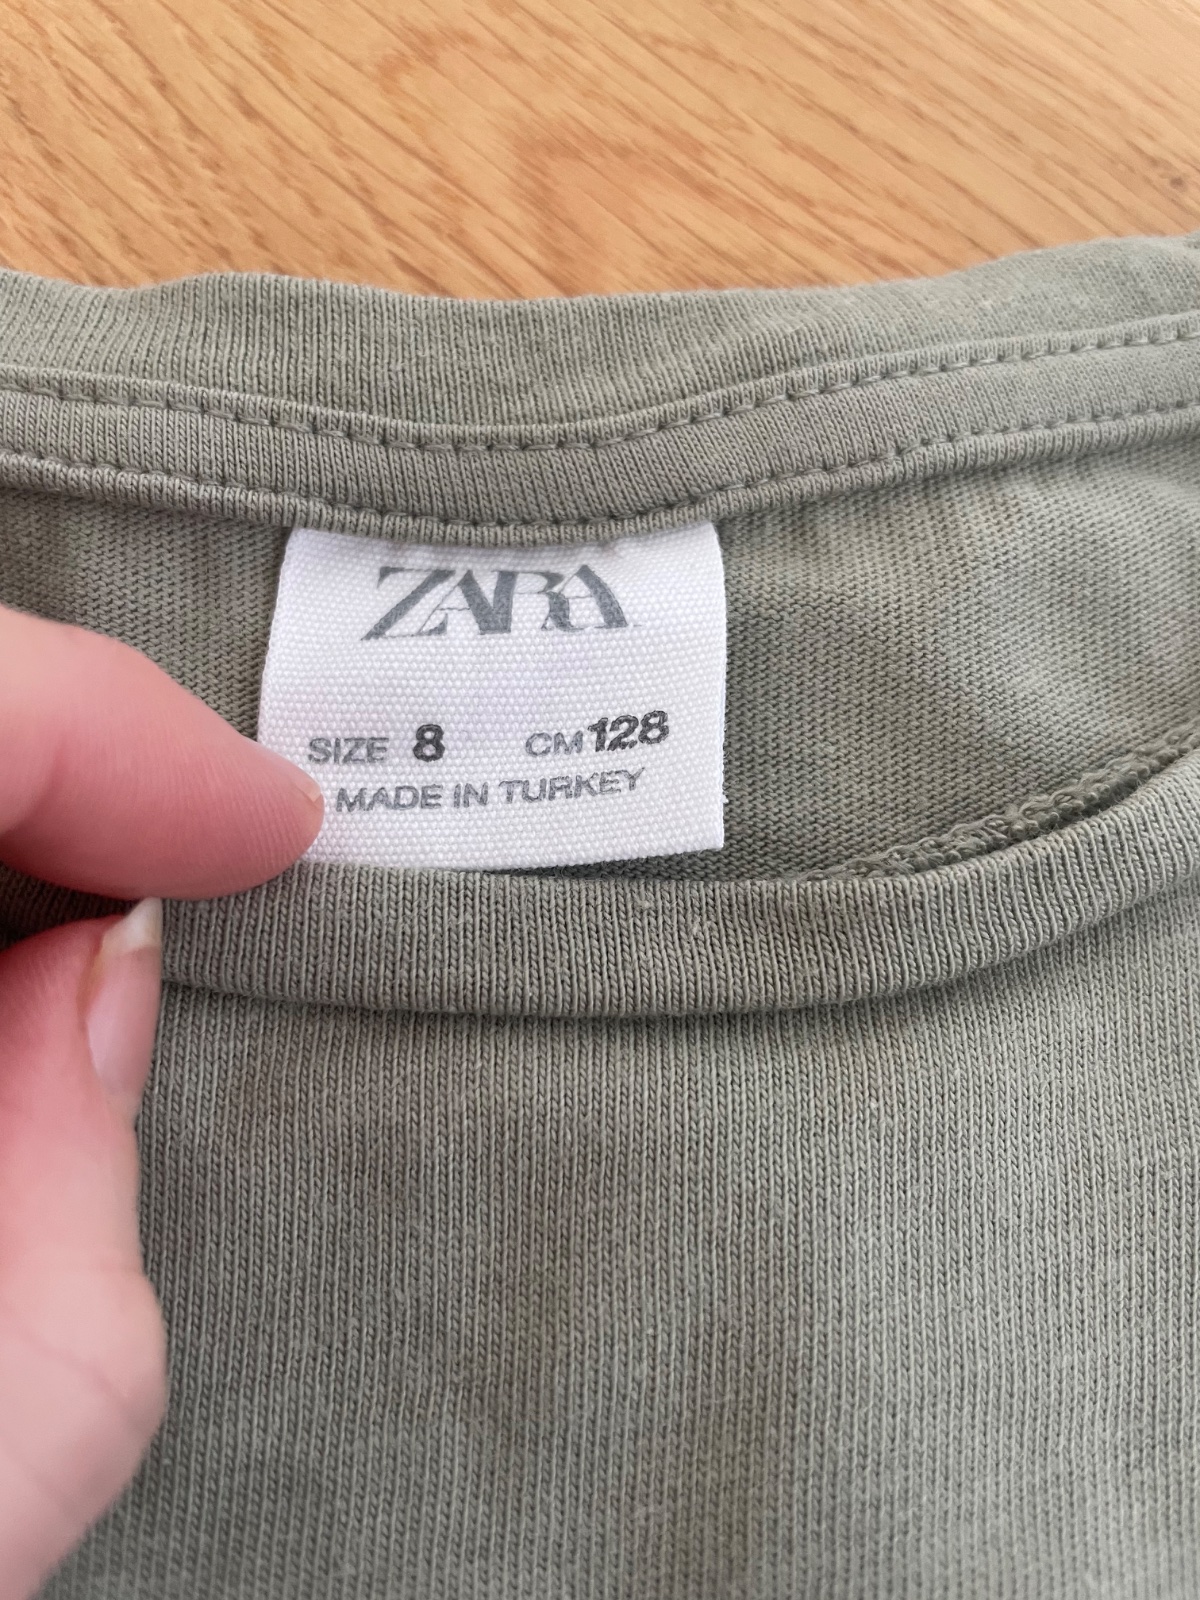 ZARA
SIZE 8 CM 128
MADE IN TURKEY